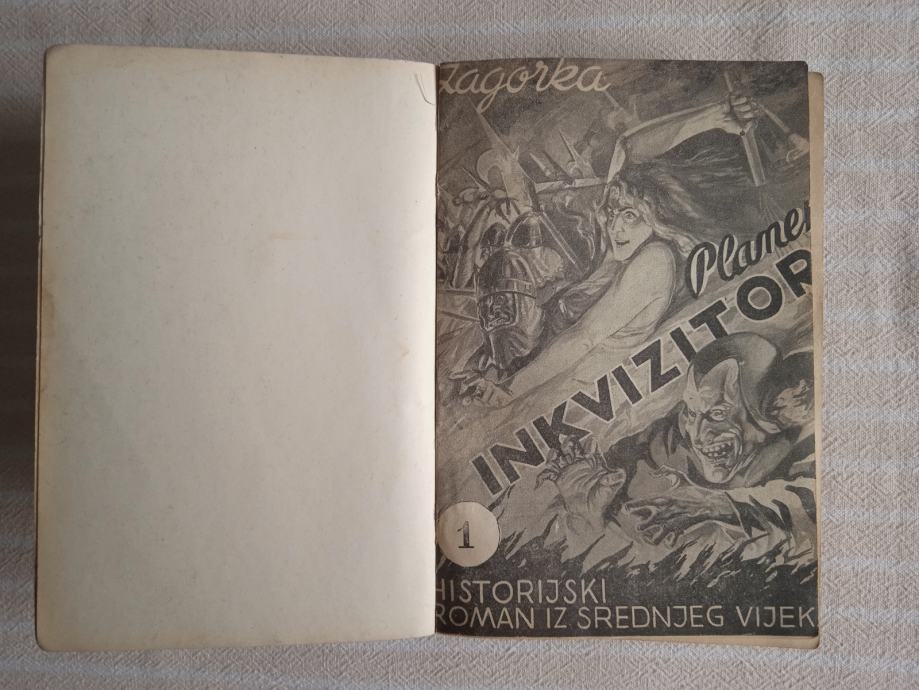 Zagorka
Plamen
INKVIZITOR
1
HISTORIJSKI
ROMAN IZ SREDNJEG VIJEK